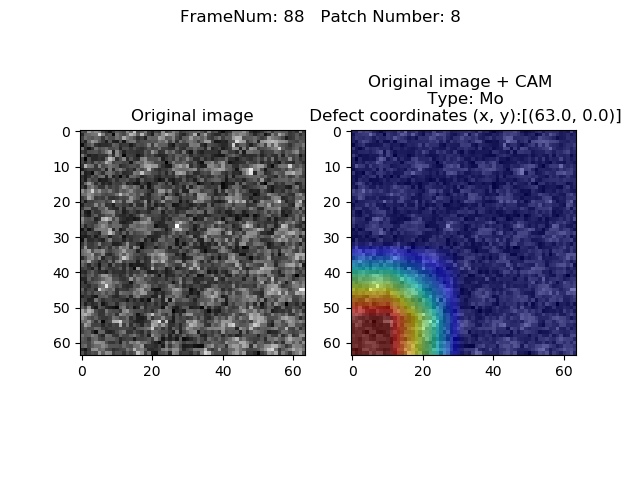 FrameNum: 88   Patch Number: 8
Original image
0
10
20
30
40
50
60
0 20 40 60
Original image + CAM
Type: Mo
Defect coordinates (x, y):[(63.0, 0.0)]
0
10
20
30
40
50
60
0 20 40 60